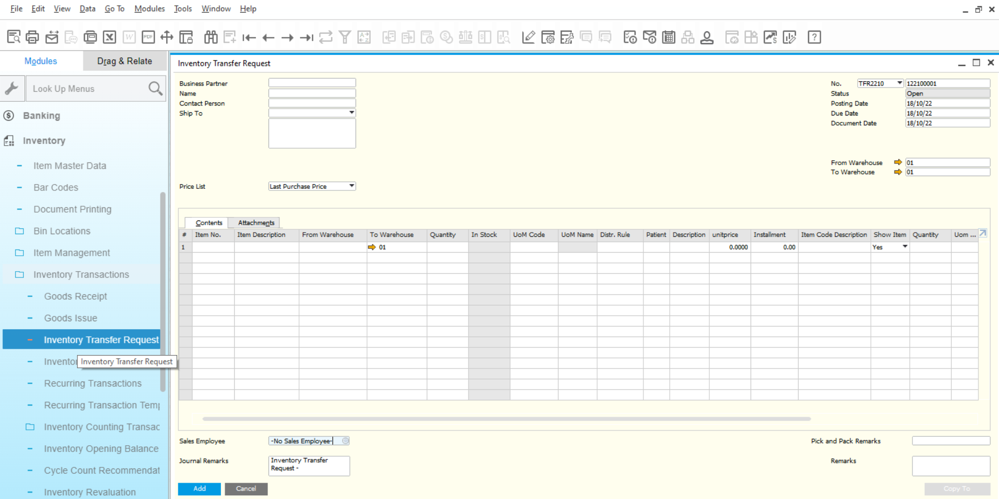 File Edit View Data Go To Modules Tools Window Help
Modules Drag & Relate
Look Up Menus
Banking
Inventory
Item Master Data
Bar Codes
Document Printing
Bin Locations
Item Management
Inventory Transactions
Goods Receipt
Goods Issue
Inventory Transfer Request
Invento
Inventory Transfer Request
Recurring Transactions
Recurring Transaction Temp
Inventory Counting Transac
Inventory Opening Balance
Cycle Count Recommendat
Inventory Revaluation
Inventory Transfer Request
Business Partner
Name
Contact Person
Ship To
No. TFR2210 122100001
Status Open
Posting Date 18/10/22
Due Date 18/10/22
Document Date 18/10/22
From Warehouse 01
To Warehouse 01
Price List Last Purchase Price
Contents Attachments
# Item No. Item Description From Warehouse To Warehouse Quantity In Stock UoM Code UoM Name Distr. Rule Patient Description unitprice Installment Item Code Description Show Item Quantity Uom ...
1 01 0.0000 0.00 Yes
Sales Employee -No Sales Employee-
Pick and Pack Remarks
Journal Remarks Inventory Transfer
Request -
Remarks
Add Cancel Copy To